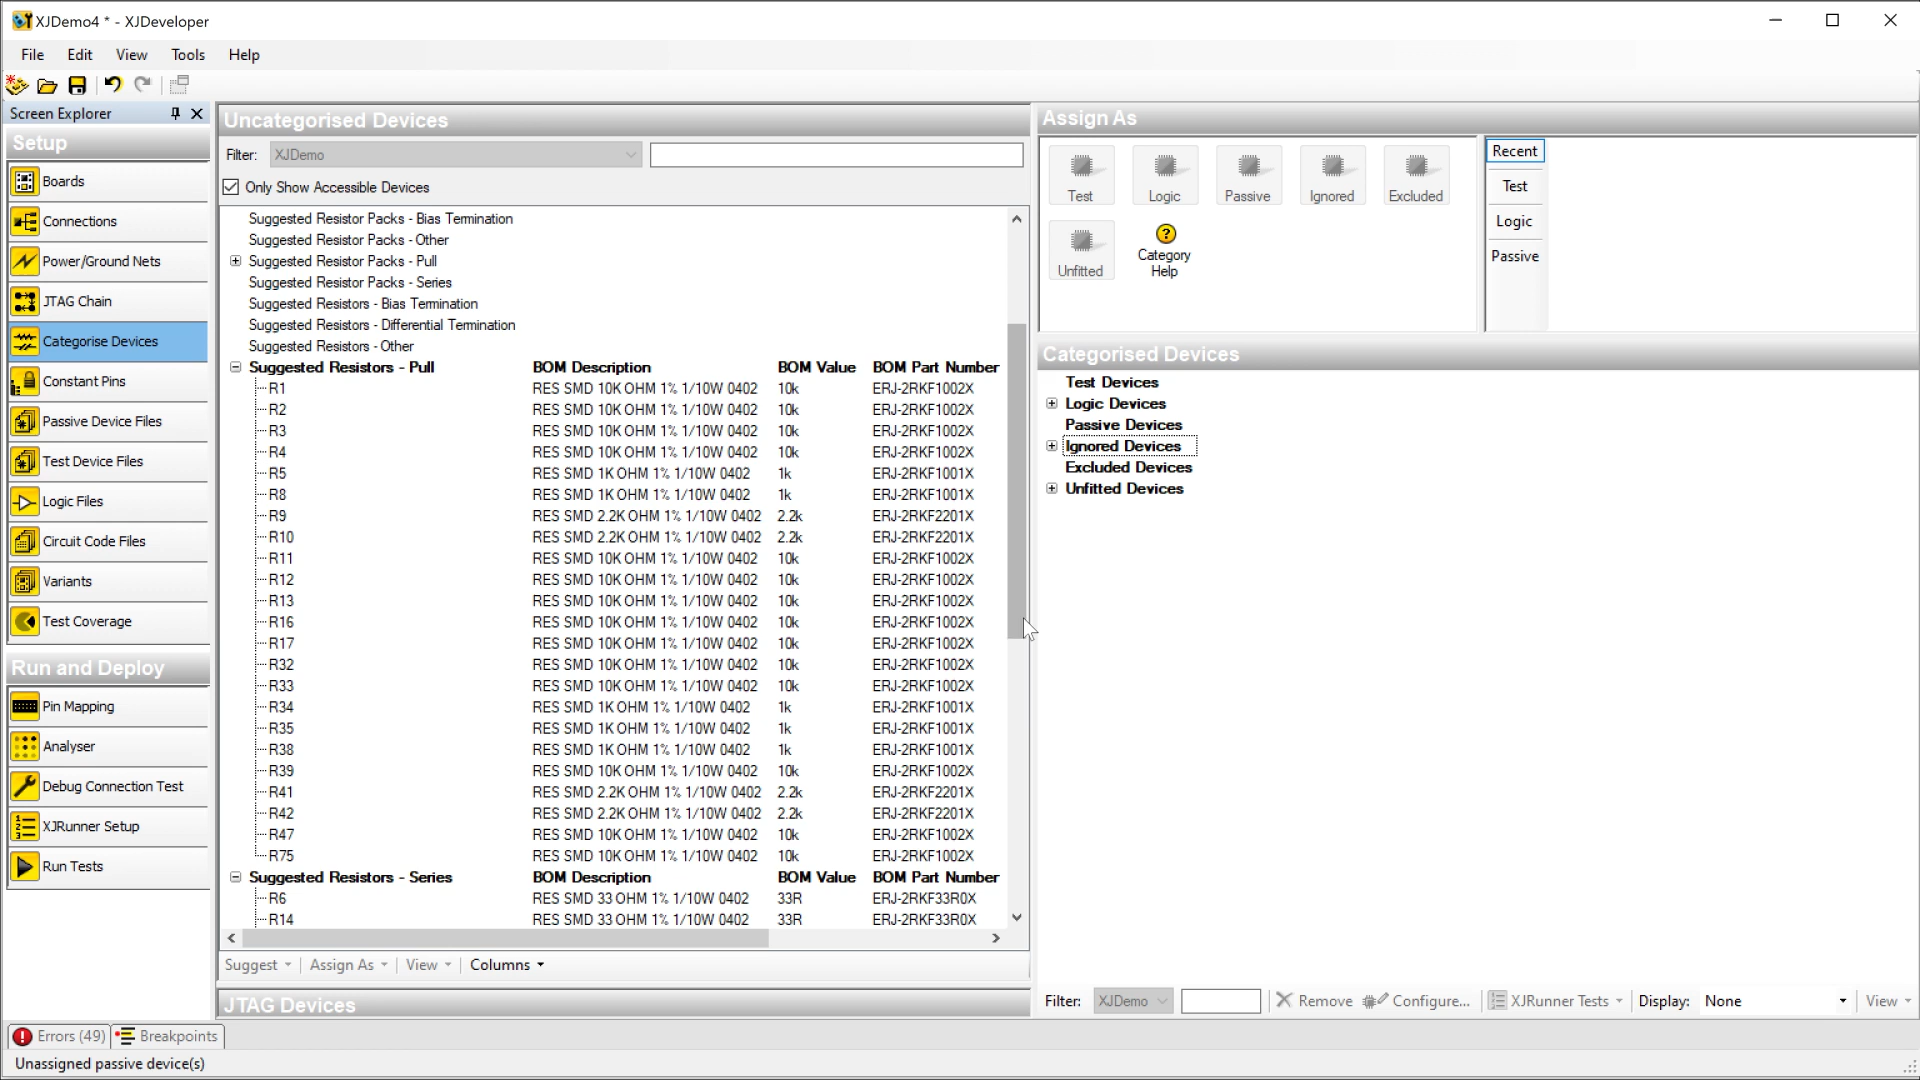 XJDemo4 * - XJDeveloper
File Edit View Tools Help
Screen Explorer
Setup
Boards
Connections
Power/Ground Nets
JTAG Chain
Categorise Devices
Constant Pins
Passive Device Files
Test Device Files
Logic Files
Circuit Code Files
Variants
Test Coverage
Run and Deploy
Pin Mapping
Analyser
Debug Connection Test
XJRunner Setup
Run Tests
Uncategorised Devices
Filter: XJDemo
Only Show Accessible Devices
Suggested Resistor Packs - Bias Termination
Suggested Resistor Packs - Other
Suggested Resistor Packs - Pull
Suggested Resistor Packs - Series
Suggested Resistors - Bias Termination
Suggested Resistors - Differential Termination
Suggested Resistors - Other
Suggested Resistors - Pull BOM Description BOM Value BOM Part Number
R1 RES SMD 10K OHM 1% 1/10W 0402 10k ERJ-2RKF1002X
R2 RES SMD 10K OHM 1% 1/10W 0402 10k ERJ-2RKF1002X
R3 RES SMD 10K OHM 1% 1/10W 0402 10k ERJ-2RKF1002X
R4 RES SMD 10K OHM 1% 1/10W 0402 10k ERJ-2RKF1002X
R5 RES SMD 1K OHM 1% 1/10W 0402 1k ERJ-2RKF1001X
R8 RES SMD 1K OHM 1% 1/10W 0402 1k ERJ-2RKF1001X
R9 RES SMD 2.2K OHM 1% 1/10W 0402 2.2k ERJ-2RKF2201X
R10 RES SMD 2.2K OHM 1% 1/10W 0402 2.2k ERJ-2RKF2201X
R11 RES SMD 10K OHM 1% 1/10W 0402 10k ERJ-2RKF1002X
R12 RES SMD 10K OHM 1% 1/10W 0402 10k ERJ-2RKF1002X
R13 RES SMD 10K OHM 1% 1/10W 0402 10k ERJ-2RKF1002X
R16 RES SMD 10K OHM 1% 1/10W 0402 10k ERJ-2RKF1002X
R17 RES SMD 10K OHM 1% 1/10W 0402 10k ERJ-2RKF1002X
R32 RES SMD 10K OHM 1% 1/10W 0402 10k ERJ-2RKF1002X
R33 RES SMD 10K OHM 1% 1/10W 0402 10k ERJ-2RKF1002X
R34 RES SMD 1K OHM 1% 1/10W 0402 1k ERJ-2RKF1001X
R35 RES SMD 1K OHM 1% 1/10W 0402 1k ERJ-2RKF1001X
R38 RES SMD 1K OHM 1% 1/10W 0402 1k ERJ-2RKF1001X
R39 RES SMD 10K OHM 1% 1/10W 0402 10k ERJ-2RKF1002X
R41 RES SMD 2.2K OHM 1% 1/10W 0402 2.2k ERJ-2RKF2201X
R42 RES SMD 2.2K OHM 1% 1/10W 0402 2.2k ERJ-2RKF2201X
R47 RES SMD 10K OHM 1% 1/10W 0402 10k ERJ-2RKF1002X
R75 RES SMD 10K OHM 1% 1/10W 0402 10k ERJ-2RKF1002X
Suggested Resistors - Series BOM Description BOM Value BOM Part Number
R6 RES SMD 33 OHM 1% 1/10W 0402 33R ERJ-2RKF33R0X
R14 RES SMD 33 OHM 1% 1/10W 0402 33R ERJ-2RKF33R0X
Suggest Assign As View Columns
JTAG Devices
Assign As
Test Logic Passive Ignored Excluded
Unfitted Category Help
Recent
Test
Logic
Passive
Categorised Devices
Test Devices
Logic Devices
Passive Devices
Ignored Devices
Excluded Devices
Unfitted Devices
Filter: XJDemo Remove Configure... XJRunner Tests Display: None View
Errors (49) Breakpoints
Unassigned passive device(s)